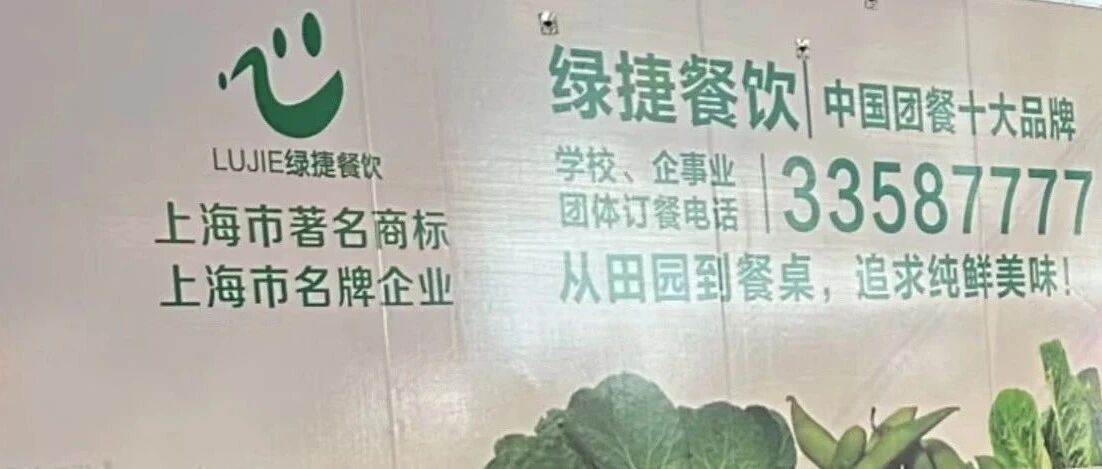 LUJIE绿捷餐饮
上海市著名商标
上海市名牌企业
绿捷餐饮 | 中国团餐十大品牌
学校、企事业
团体订餐电话 | 33587777
从田园到餐桌，追求纯鲜美味！